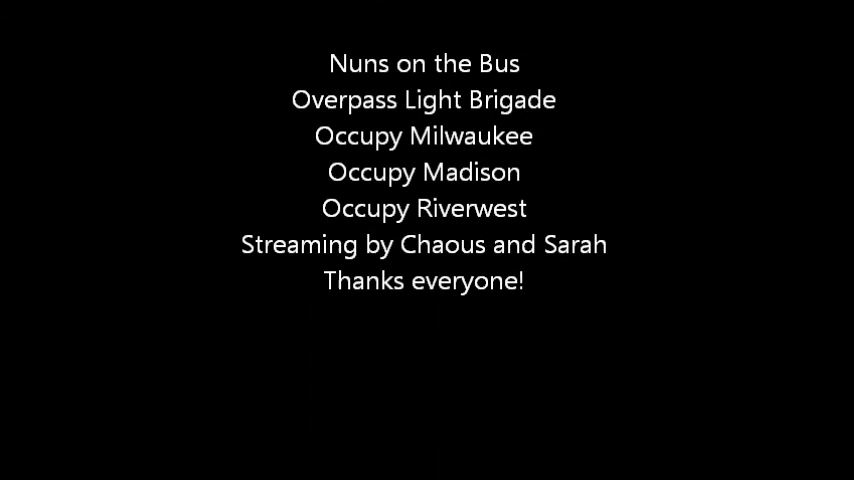 Nuns on the Bus
Overpass Light Brigade
Occupy Milwaukee
Occupy Madison
Occupy Riverwest
Streaming by Chaous and Sarah
Thanks everyone!